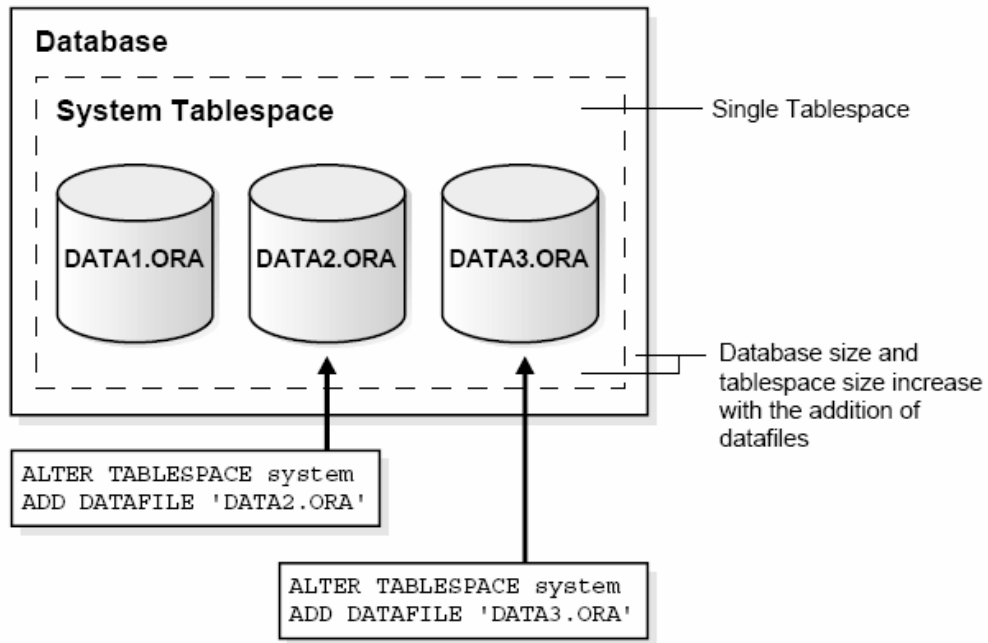 Database
System Tablespace
Single Tablespace
DATA1.ORA
DATA2.ORA
DATA3.ORA
Database size and
tablespace size increase
with the addition of
datafiles
ALTER TABLESPACE system
ADD DATAFILE 'DATA2.ORA'
ALTER TABLESPACE system
ADD DATAFILE 'DATA3.ORA'